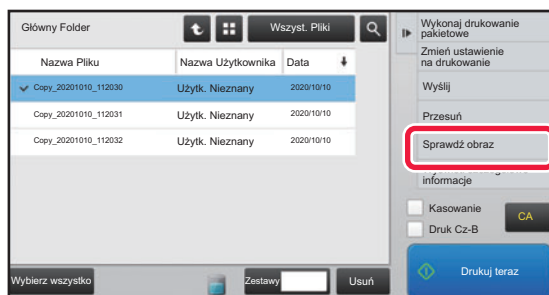 Główny Folder
Wszyst. Pliki
Nazwa Pliku Nazwa Użytkownika Data
Copy_20201010_112030 Użytk. Nieznany 2020/10/10
Copy_20201010_112031 Użytk. Nieznany 2020/10/10
Copy_20201010_112032 Użytk. Nieznany 2020/10/10
Wybierz wszystko Zestawy Usuń
Wykonaj drukowanie
pakietowe
Zmień ustawienie
na drukowanie
Wyślij
Przesuń
Sprawdź obraz
informacje
Kasowanie
Druk Cz-B
CA
Drukuj teraz